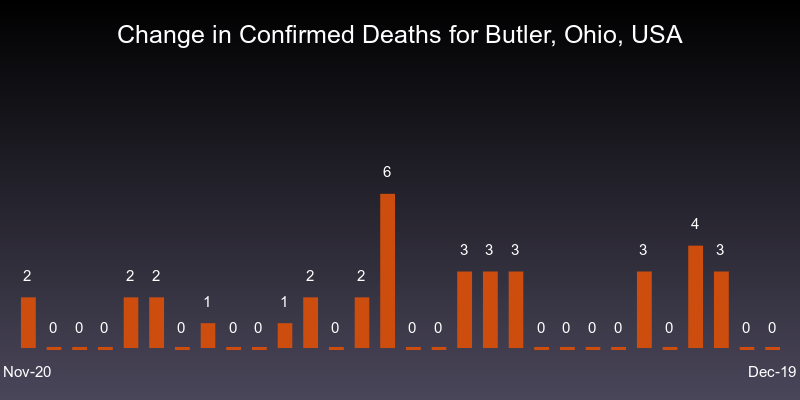 Change in Confirmed Deaths for Butler, Ohio, USA
6
4
3 3 3 3 3
2 2 2 2 2
1 1
0 0 0 0 0 0 0 0 0 0 0 0 0 0 0 0
Nov-20 Dec-19